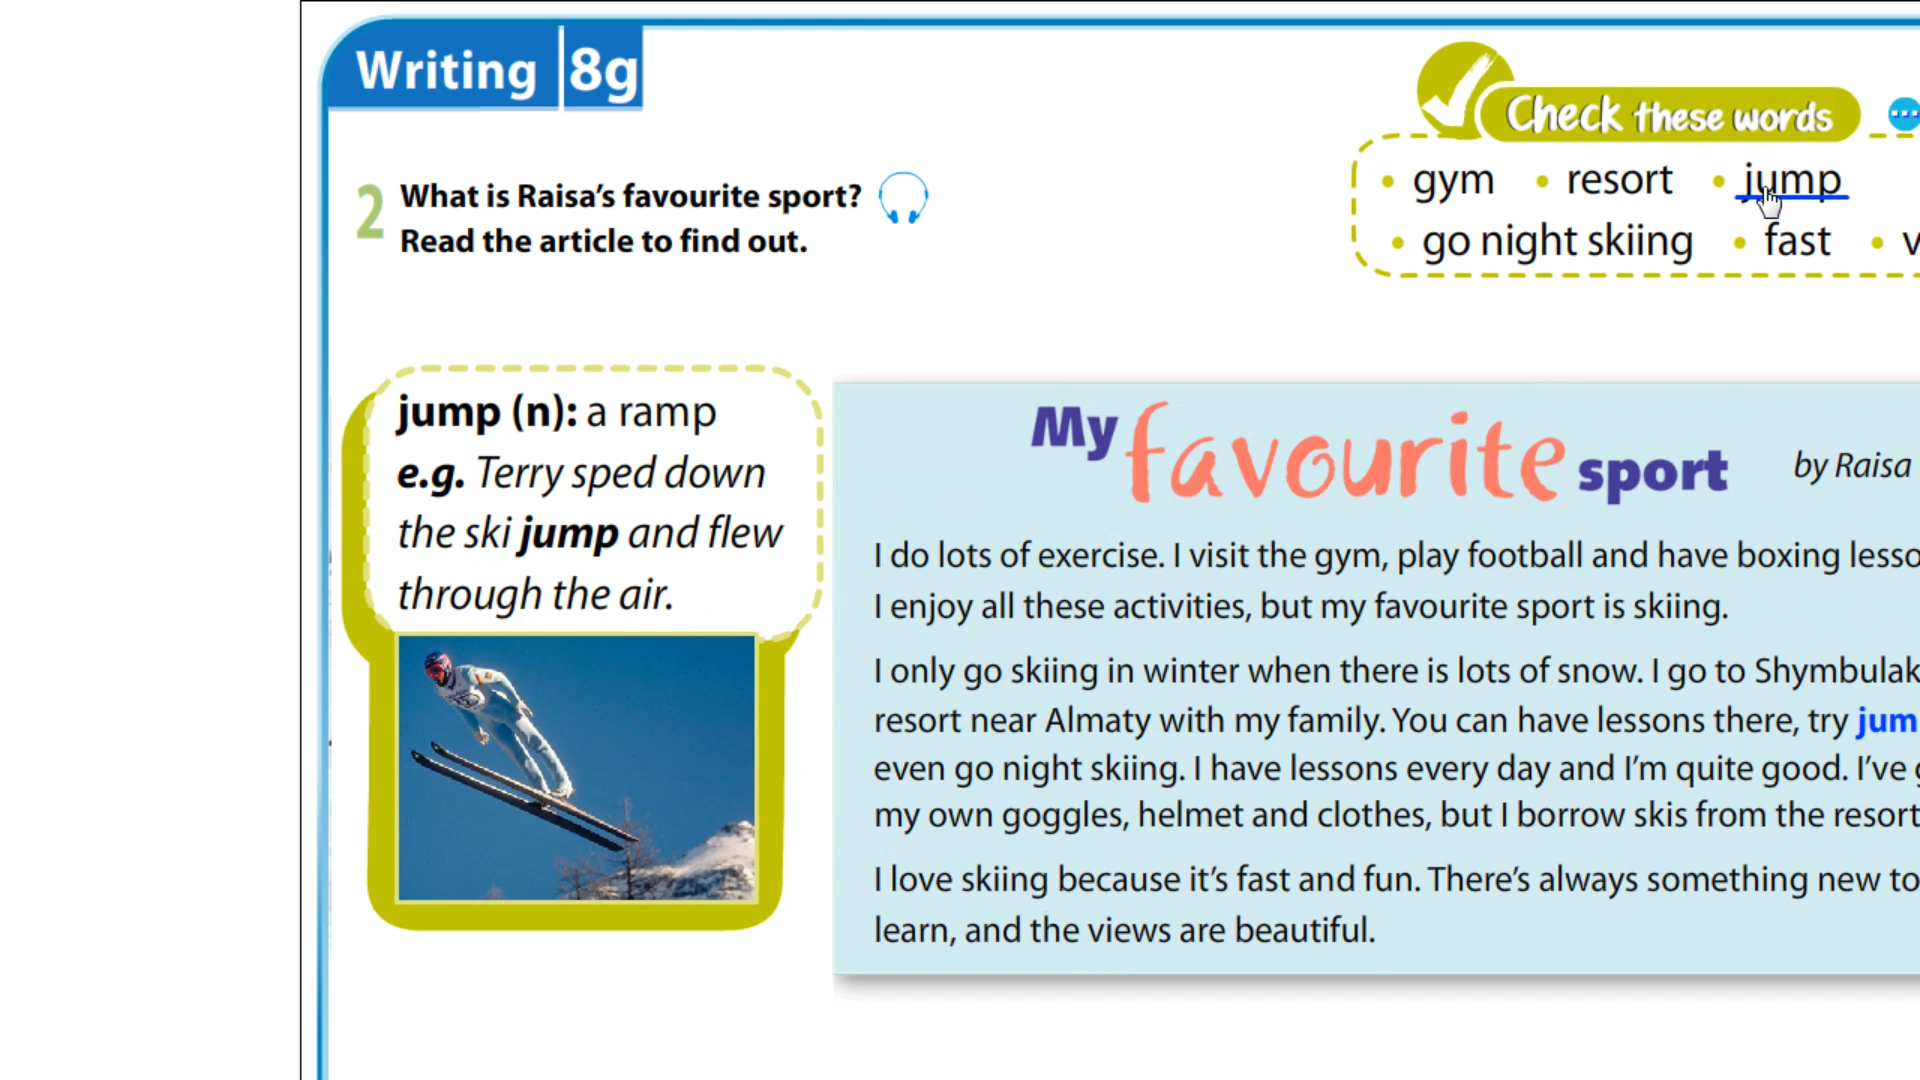 Writing 8g
Check these words
• gym • resort • jump
• go night skiing • fast •
2 What is Raisa's favourite sport?
Read the article to find out.
jump (n): a ramp
e.g. Terry sped down
the ski jump and flew
through the air.
My favourite sport by Raisa
I do lots of exercise. I visit the gym, play football and have boxing
I enjoy all these activities, but my favourite sport is skiing.
I only go skiing in winter when there is lots of snow. I go to Shymbulak
resort near Almaty with my family. You can have lessons there, try
even go night skiing. I have lessons every day and I'm quite good. I've
my own goggles, helmet and clothes, but I borrow skis from the resort
I love skiing because it's fast and fun. There's always something new to
learn, and the views are beautiful.